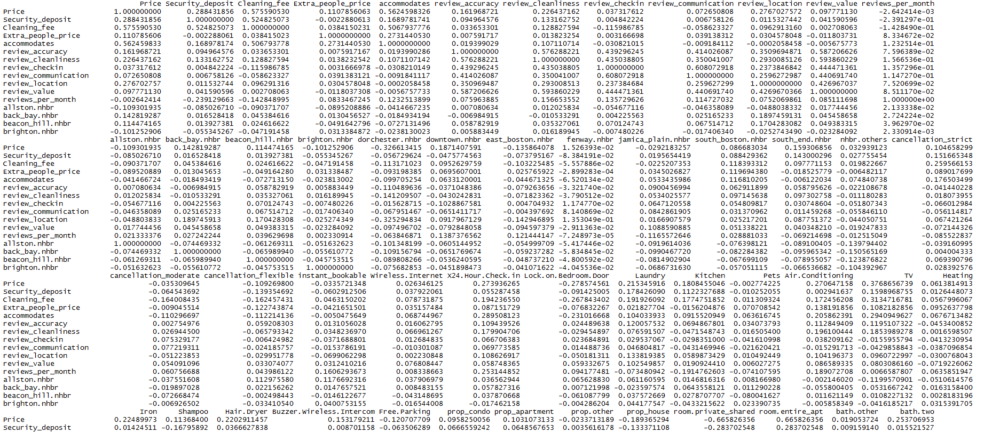 Price Security_deposit Cleaning_fee Extra_people_price accommodates review_accuracy review_cleanliness review_checkin review_communication review_location review_value reviews_per_month
Price 1.000000000 0.288431856 0.575590530 0.1107856063 0.5624598326 0.161968721 0.226437162 0.037317612 0.072650808 0.2767027572 0.097771130 -2.642414e-03
Security_deposit 0.288431856 1.000000000 0.524825073 -0.0022880613 0.1689781741 0.094964576 0.133162752 0.004842224 0.006758126 0.0115327442 0.041590596 -2.391297e-01
Cleaning_fee 0.575590530 0.524825073 1.000000000 0.0384150231 0.5067937776 0.033653301 0.128827594 -0.115986785 -0.058623327 0.0962913160 0.002708063 -1.428490e-01
Extra_people_price 0.110785606 -0.002288061 0.038415023 1.0000000000 0.2731440530 0.007591717 0.013823254 0.003166698 0.039138312 0.0304578048 -0.011803731 8.334672e-02
accommodates 0.562459833 0.168978174 0.506793778 0.2731440530 1.0000000000 0.019399029 0.107110714 -0.030821015 -0.009184112 -0.0002058458 -0.005675773 1.232514e-01
review_accuracy 0.161968721 0.094964576 0.033653301 0.0075917167 0.0193990286 1.000000000 0.576288221 0.439296245 0.414026087 0.3509694871 0.587206626 7.596389e-02
review_cleanliness 0.226437162 0.133162752 0.128827594 0.0138232542 0.1071107142 0.576288221 1.000000000 0.435038805 0.350041007 0.2930085126 0.593860229 1.566536e-01
review_checkin 0.037317612 0.004842224 -0.115986785 0.0031666978 -0.0308210149 0.439296245 0.435038805 1.000000000 0.608072918 0.2373846842 0.444471361 1.357296e-01
review_communication 0.072650808 0.006758126 -0.058623327 0.0391383121 -0.0091841117 0.414026087 0.350041007 0.608072918 1.000000000 0.2596272987 0.440691740 1.147270e-01
review_location 0.276702757 0.011532744 0.096291316 0.0304578048 -0.0002058458 0.350969487 0.293008513 0.237384684 0.259627299 1.0000000000 0.426967037 7.520699e-02
review_value 0.097771130 0.041590596 0.002708063 -0.0118037308 -0.0056757733 0.587206626 0.593860229 0.444471361 0.440691740 0.4269670366 1.000000000 8.511170e-02
reviews_per_month -0.002642414 -0.239129663 -0.142848995 0.0833467245 0.1232513899 0.075963885 0.156653552 0.135729626 0.114727032 0.0752069861 0.085111698 1.000000e+00
allston.nhbr -0.109301935 -0.085026710 -0.090371707 -0.0895208886 -0.0414667235 0.007080634 0.012025834 -0.054677116 -0.046358089 -0.0488038332 0.017744456 2.133338e-02
back_bay.nhbr 0.142819287 0.016528418 0.045384616 0.0130456527 -0.0184934194 -0.006984915 -0.010533291 0.004225563 0.025165233 0.1897459131 0.045458658 2.724224e-02
beacon_hill.nhbr 0.114474165 0.013927381 0.024616622 -0.0491642796 -0.0727131496 0.058782919 0.035327061 0.070124743 0.067514712 0.1704283082 0.049383315 3.962970e-02
brighton.nhbr -0.101252906 -0.055345267 -0.047191458 0.0313384872 -0.0238130023 0.005883449 0.016189945 -0.007480226 -0.017406340 -0.0252743490 -0.023284092 2.330914e-03
allston.nhbr back_bay.nhbr beacon_hill.nhbr brighton.nhbr dorchester.nhbr downtown.nhbr east_boston.nhbr fenway.nhbr jamica_plain.nhbr south_boston.nhbr south_end.nhbr nhbr.others cancellation_strict
Price -0.109301935 0.142819287 0.114474165 -0.101252906 -0.326613415 0.1871407591 -0.135864078 1.526393e-02 -0.0292183257 0.086683034 0.159306856 0.032939123 0.104658299
Security_deposit -0.085026710 0.016528418 0.013927381 -0.055345267 -0.056729624 -0.0475774563 -0.073795167 -8.384191e-02 0.0195654419 0.088429362 0.143000296 0.027755454 0.151665348
Cleaning_fee -0.090371707 0.045384616 0.024616622 -0.047191458 -0.113171023 0.0952629759 -0.103225485 -5.557886e-02 -0.0225207353 0.118393312 0.097771153 0.019822667 0.259566153
Extra_people_price -0.089520889 0.013045653 -0.049164280 0.031338487 -0.093198385 0.0695607001 0.025765922 -2.899283e-04 0.0345026827 0.119694380 -0.018525779 -0.006482117 0.089017699
accommodates -0.041466724 -0.018493419 -0.072713150 -0.023813002 -0.099705254 0.0633120001 -0.044671325 -6.520134e-02 0.0533435986 0.116810205 -0.006122034 0.074840738 0.176503499
review_accuracy 0.007080634 -0.006984915 0.058782919 0.005883449 -0.110489636 -0.0371048386 -0.079263656 -3.321740e-02 0.0900456994 0.062911899 0.058795626 -0.022108678 -0.041440228
review_cleanliness 0.012025834 -0.010533291 0.035327061 0.016189945 -0.141209507 -0.0430242831 -0.071823362 -3.790512e-02 0.0534025577 0.097145638 0.097302758 -0.011180283 0.018073955
review_checkin -0.054677116 0.004225563 0.070124743 -0.007480226 -0.015628715 -0.1028867581 0.004704932 1.174770e-02 0.0647120558 0.054809817 0.030748604 -0.051807343 -0.066012984
review_communication -0.046358089 0.025165233 0.067514712 -0.017406340 -0.067951467 -0.0651411717 -0.004397692 8.140869e-02 0.0842861905 0.031370962 0.011459268 -0.055846110 -0.056114817
review_location -0.048803833 0.189745913 0.170428308 -0.025274349 -0.325294834 0.0917967129 -0.142946895 1.353049e-01 0.0166907579 0.025217201 0.087751372 -0.044050751 0.067421264
review_value 0.017744456 0.045458658 0.049383315 -0.023284092 -0.097496702 -0.0792848058 -0.094597379 -2.911363e-02 0.1088590885 0.051338221 0.040348210 -0.019247833 -0.072144326
reviews_per_month 0.021333376 0.027242244 0.039629698 0.002330914 -0.063846871 0.1387376562 0.121444147 -7.248973e-05 -0.1165572646 0.028881033 -0.069214698 -0.012515049 -0.085522837
allston.nhbr 1.000000000 -0.074469332 -0.061269311 -0.051632623 -0.101348199 -0.0605144952 -0.054999709 -5.417446e-02 -0.0919614036 -0.076398121 -0.089100405 -0.139794402 -0.039160995
back_bay.nhbr -0.074469332 1.000000000 -0.065989940 -0.055610772 -0.109156794 -0.0651769674 -0.059237282 -5.834845e-02 -0.0990467720 -0.082284382 -0.095965342 -0.150565169 0.004004333
beacon_hill.nhbr -0.061269311 -0.065989940 1.000000000 -0.045753515 -0.089808266 -0.0536240595 -0.048737210 -4.800592e-02 -0.0814902904 -0.067699109 -0.078955057 -0.123876822 0.069390796
brighton.nhbr -0.051632623 -0.055610772 -0.045753515 1.000000000 -0.075682853 -0.0451898473 -0.041071622 -4.045536e-02 -0.0686731630 -0.057051115 -0.066536682 -0.104392967 0.028392576
cancellation_moderate cancellation_flexible instant_bookable Wireless.Internet X24.Hour.Check.in Lock.on.Bedroom.Door Laundry Kitchen Pets Air.Conditioning TV Heating
Price -0.035309645 -0.109269800 -0.0335721348 0.026346125 0.273936265 -0.278574561 0.215345916 0.1808455046 -0.002774225 0.270647158 0.3768656739 0.0613814913
Security_deposit -0.064543692 -0.139354692 -0.0602912506 0.037922061 0.055287458 -0.091425005 0.178426090 0.1122327688 -0.010252055 0.002941637 0.1598968755 0.0126448073
Cleaning_fee -0.164008435 -0.162457431 0.0463150202 0.078731875 0.194236550 -0.267843402 0.191926092 0.1774751852 0.011309324 0.172456208 0.3134716781 0.0567996067
Extra_people_price -0.009045514 -0.122743874 -0.0421651501 0.035157484 0.087151729 -0.076832267 0.021827704 -0.0156204876 0.070708542 0.138191856 0.1082182856 0.0952637798
accommodates -0.110296697 -0.112214136 -0.0050475649 0.068744967 0.289508123 -0.231016668 0.104033933 0.0915520949 0.063616745 0.205862391 0.2940949627 0.0676713482
review_accuracy 0.002754976 0.059208303 0.0131056028 0.016062795 0.109439526 0.024489638 0.120057532 0.0694867801 0.034073793 0.112849409 0.1195107322 -0.0453400852
review_cleanliness 0.026944500 -0.065793342 0.0348236970 0.066961267 0.179904706 -0.029454897 0.076591507 -0.0471548743 0.016505400 0.196100444 0.1853989278 0.0016598507
review_checkin 0.075329177 -0.006424982 -0.0371688801 0.012684835 0.066706383 0.023684891 0.029537067 -0.0298351000 -0.041610998 0.038209162 -0.0155955794 -0.0413230954
review_communication 0.077219311 -0.024185757 -0.0153786191 -0.010301087 0.069773585 0.014488736 0.046804817 -0.0431469946 -0.021620421 -0.015291713 -0.0429858843 -0.0387096854
review_location -0.051223853 -0.029951778 -0.0699062298 0.002230848 0.108626917 -0.050181311 0.133819385 0.0589873429 0.010492449 0.104196373 0.0960722997 -0.0300768043
review_value 0.054091096 0.033074077 0.0312410216 0.076808447 0.058748365 0.059332675 0.102549857 0.0190924410 0.006027275 0.086589335 0.0803086160 -0.0719226062
reviews_per_month 0.060756688 0.043986122 0.1606293673 0.008338663 0.253144852 0.094177481 -0.073480942 -0.1914762603 -0.074107595 0.189072708 0.0066587807 0.0635851947
allston.nhbr -0.037551608 0.112975580 0.1176692316 0.037906979 0.036562944 0.065628830 0.061160595 0.0146816316 0.008166980 -0.002146020 -0.1199570901 -0.0510614576
back_bay.nhbr -0.019897028 0.022156262 0.0147657521 0.008483155 0.057827316 0.007121998 -0.023597574 0.0643558121 0.011290228 -0.055800405 0.0531667242 0.0163158400
beacon_hill.nhbr -0.072668474 -0.002498443 -0.0146122677 -0.043148695 0.037870668 -0.061087799 0.037572669 0.0278707707 -0.080041627 0.011621149 0.0108227132 0.0028183196
brighton.nhbr -0.006926502 -0.033410540 0.0400753155 -0.016544008 -0.017462158 -0.004286204 0.044177547 -0.0433215622 0.023390735 -0.005858349 -0.0416185217 0.0315391705
Iron Shampoo Hair.Dryer Buzzer.Wireless.Intercom Free.Parking prop_condo prop_apartment prop.other prop_house room.private_shared room.entire_apt bath.other bath.two
Price 0.22489973 0.11368400 0.2202911457 0.153179211 -0.120707709 0.0958250056 0.1031073133 -0.0233713189 -0.189365294 -0.665826356 0.665826356 0.019053724 0.253706953
Security_deposit 0.01424511 -0.16795892 0.0366627838 0.008701158 -0.063506289 0.0666559242 0.0648567653 0.0035616178 -0.133371108 -0.283702548 0.283702548 0.009159140 0.015521527